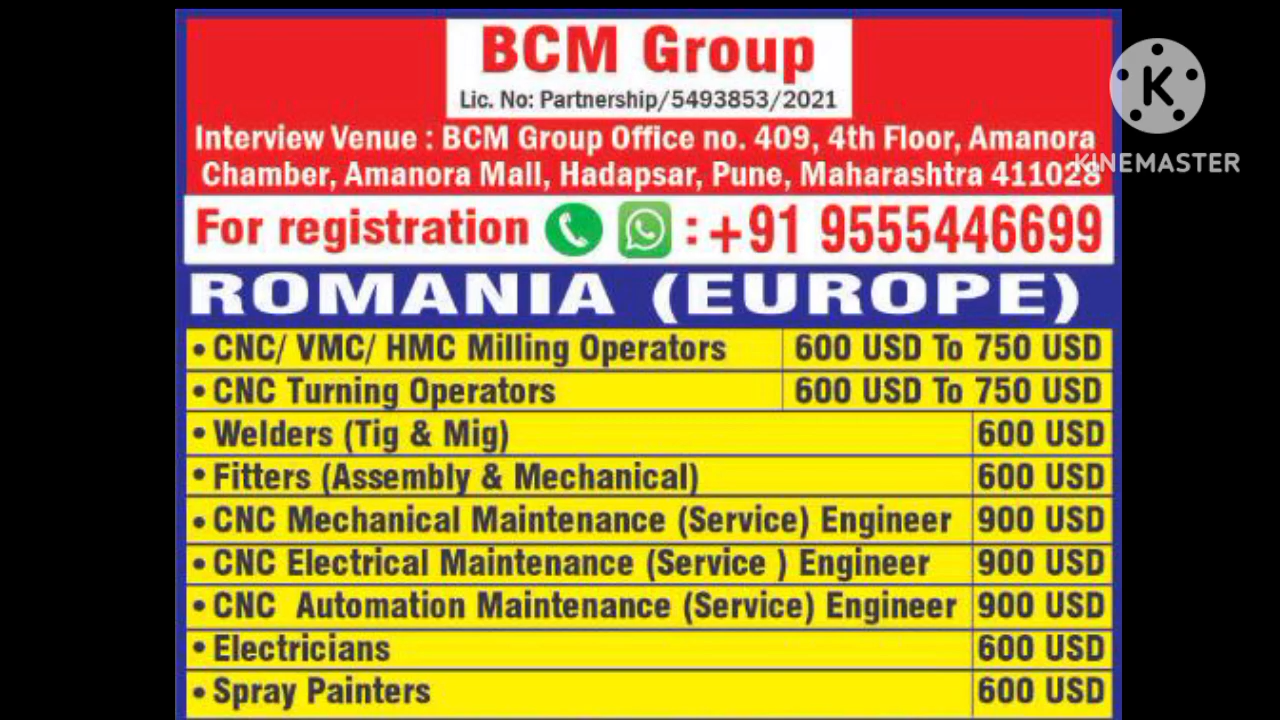 BCM Group
Lic. No: Partnership/5493853/2021
Interview Venue : BCM Group Office no. 409, 4th Floor, Amanora
Chamber, Amanora Mall, Hadapsar, Pune, Maharashtra 411028
K
KINEMASTER
For registration : +91 9555446699
ROMANIA (EUROPE)
• CNC/ VMC/ HMC Milling Operators 600 USD To 750 USD
• CNC Turning Operators 600 USD To 750 USD
• Welders (Tig & Mig) 600 USD
• Fitters (Assembly & Mechanical) 600 USD
• CNC Mechanical Maintenance (Service) Engineer 900 USD
• CNC Electrical Maintenance (Service ) Engineer 900 USD
• CNC Automation Maintenance (Service) Engineer 900 USD
• Electricians 600 USD
• Spray Painters 600 USD